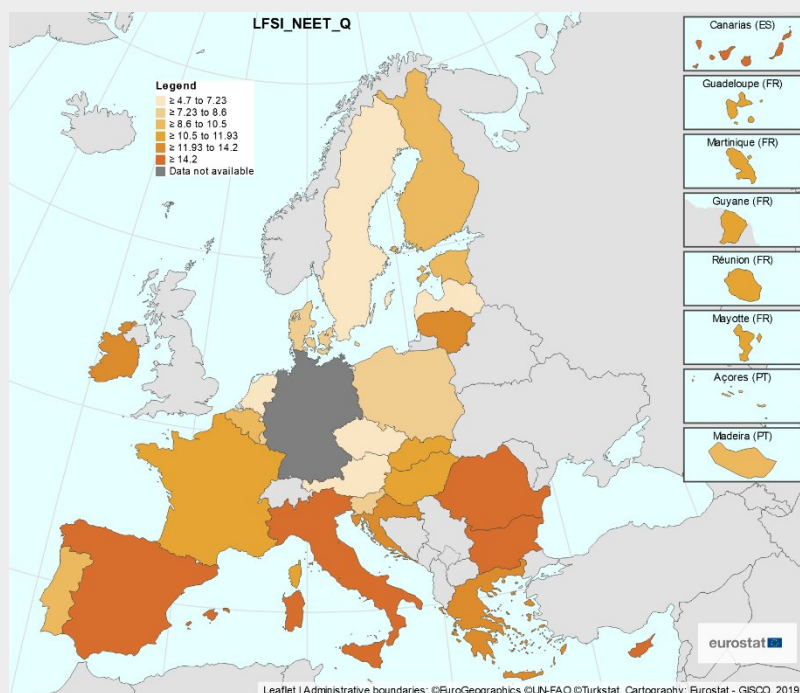 LFSI_NEET_Q
Legend
≥ 4.7 to 7.23
≥ 7.23 to 8.6
≥ 8.6 to 10.5
≥ 10.5 to 11.93
≥ 11.93 to 14.2
≥ 14.2
Data not available
Canarias (ES)
Guadeloupe (FR)
Martinique (FR)
Guyane (FR)
Réunion (FR)
Mayotte (FR)
Açores (PT)
Madeira (PT)
eurostat
Leaflet | Administrative boundaries: ©EuroGeographics ©UN-FAO ©Turkstat, Cartography: Eurostat - GISCO, 2019